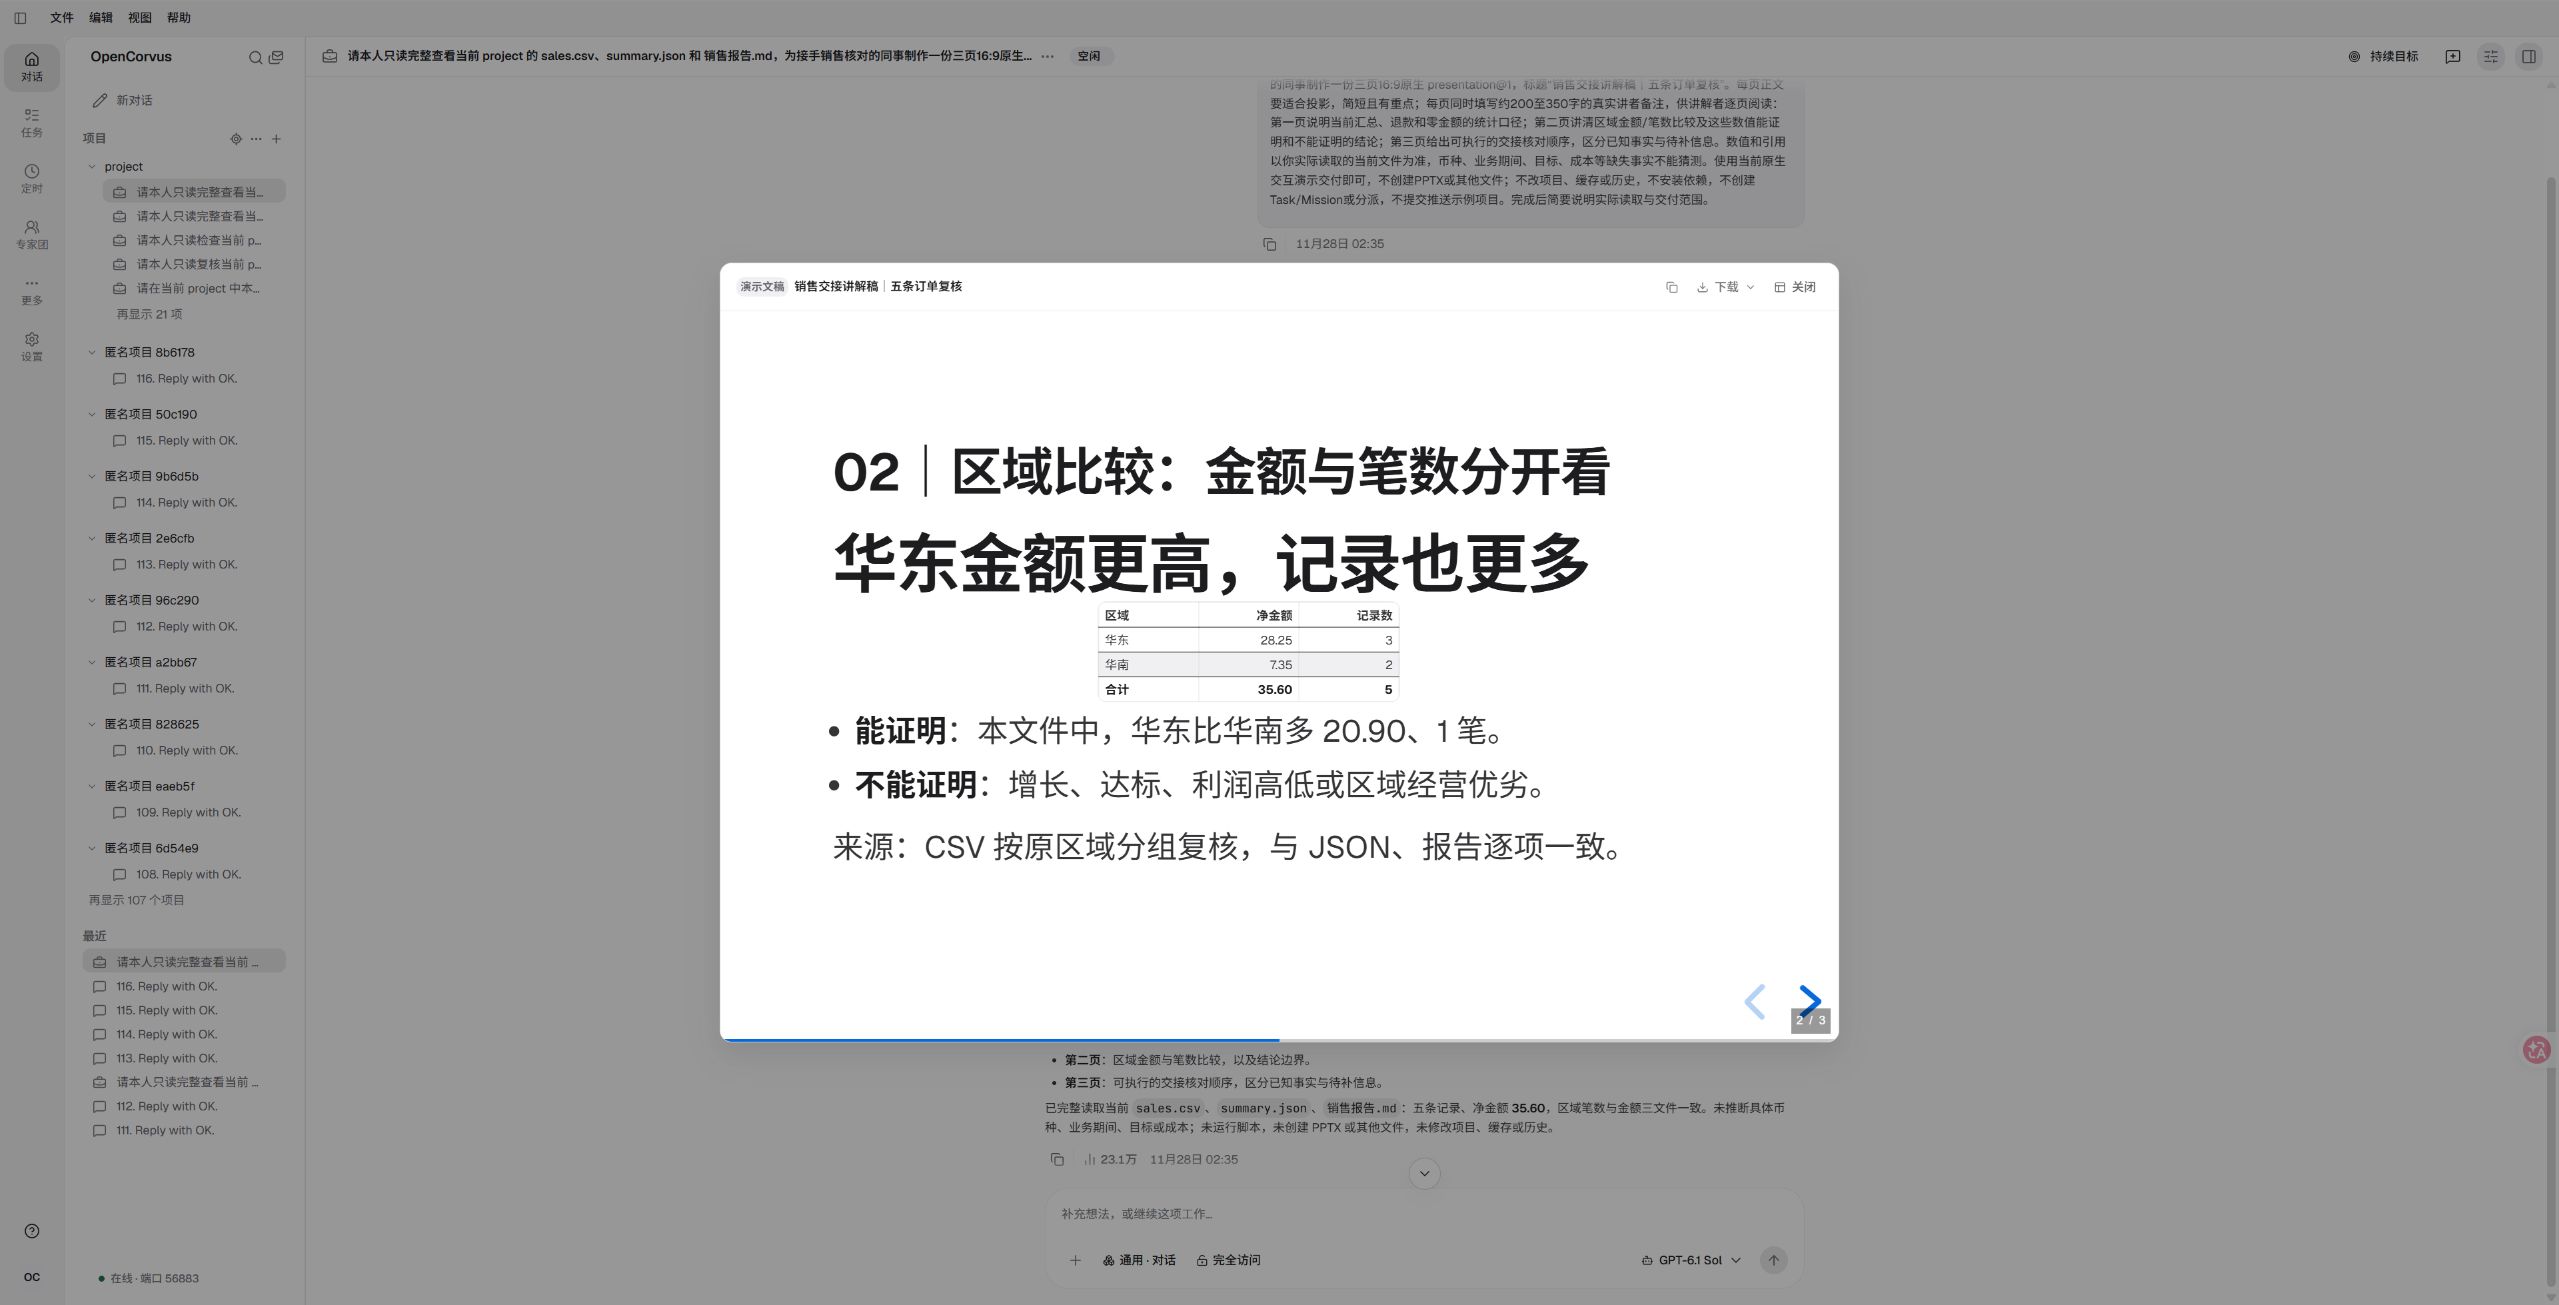 文件 编辑 视图 帮助
对话
任务
定时
专家团
更多
设置
OC
OpenCorvus
新对话
项目
project
请本人只读完整查看当...
请本人只读完整查看当...
请本人只读检查当前 p...
请本人只读复核当前 p...
请在当前 project 中本...
再显示 21 项
匿名项目 8b6178
116. Reply with OK.
匿名项目 50c190
115. Reply with OK.
匿名项目 9b6d5b
114. Reply with OK.
匿名项目 2e6cfb
113. Reply with OK.
匿名项目 96c290
112. Reply with OK.
匿名项目 a2bb67
111. Reply with OK.
匿名项目 828625
110. Reply with OK.
匿名项目 eaeb5f
109. Reply with OK.
匿名项目 6d54e9
108. Reply with OK.
再显示 107 个项目
最近
请本人只读完整查看当前 ...
116. Reply with OK.
115. Reply with OK.
114. Reply with OK.
113. Reply with OK.
请本人只读完整查看当前 ...
112. Reply with OK.
111. Reply with OK.
在线 · 端口 56883
请本人只读完整查看当前 project 的 sales.csv、summary.json 和 销售报告.md，为接手销售核对的同事制作一份三页16:9原生... ... 空闲
持续目标
的同事制作一份三页16:9原生 presentation@1，标题“销售交接讲解稿｜五条订单复核”。每页正文
要适合投影，简短且有重点；每页同时填写约200至350字的真实讲者备注，供讲解者逐页阅读：
第一页说明当前汇总、退款和零金额的统计口径；第二页讲清区域金额/笔数比较及这些数值能证
明和不能证明的结论；第三页给出可执行的交接核对顺序，区分已知事实与待补信息。数值和引用
以你实际读取的当前文件为准，币种、业务期间、目标、成本等缺失事实不能猜测。使用当前原生
交互演示交付即可，不创建PPTX或其他文件；不改项目、缓存或历史，不安装依赖，不创建
Task/Mission或分派，不提交推送示例项目。完成后简要说明实际读取与交付范围。
11月28日 02:35
演示文稿 销售交接讲解稿｜五条订单复核
下载 关闭
02｜区域比较：金额与笔数分开看
华东金额更高，记录也更多
区域 净金额 记录数
华东 28.25 3
华南 7.35 2
合计 35.60 5
• 能证明：本文件中，华东比华南多 20.90、1 笔。
• 不能证明：增长、达标、利润高低或区域经营优劣。
来源：CSV 按原区域分组复核，与 JSON、报告逐项一致。
2 / 3
• 第二页：区域金额与笔数比较，以及结论边界。
• 第三页：可执行的交接核对顺序，区分已知事实与待补信息。
已完整读取当前 sales.csv、summary.json、销售报告.md：五条记录、净金额 35.60，区域笔数与金额三文件一致。未推断具体币
种、业务期间、目标或成本；未运行脚本，未创建 PPTX 或其他文件，未修改项目、缓存或历史。
23.1万 11月28日 02:35
补充想法，或继续这项工作...
通用 · 对话 完全访问
GPT-6.1 Sol